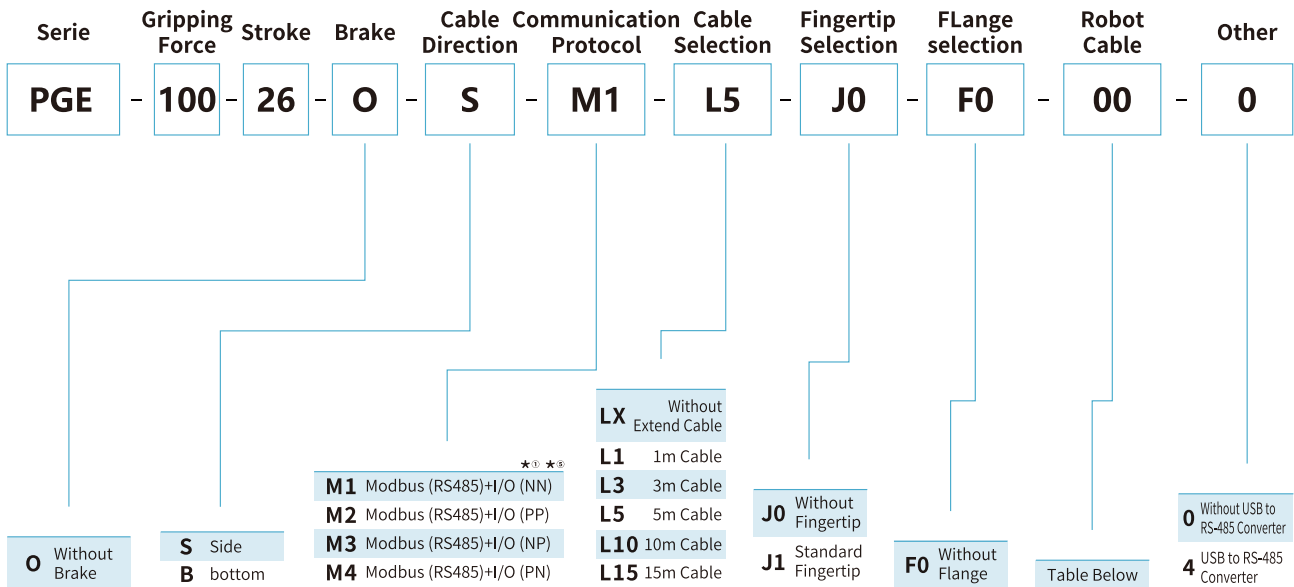 Serie
Gripping Force
Stroke
Brake
Cable Direction
Communication Protocol
Cable Selection
Fingertip Selection
FLange selection
Robot Cable
Other
PGE - 100 - 26 - O - S - M1 - L5 - J0 - F0 - 00 - 0
O Without
Brake
S Side
B bottom
★① ★⑤
M1 Modbus (RS485)+I/O (NN)
M2 Modbus (RS485)+I/O (PP)
M3 Modbus (RS485)+I/O (NP)
M4 Modbus (RS485)+I/O (PN)
LX Without
Extend Cable
L1 1m Cable
L3 3m Cable
L5 5m Cable
L10 10m Cable
L15 15m Cable
J0 Without
Fingertip
J1 Standard
Fingertip
F0 Without
Flange
Table Below
0 Without USB to
RS-485 Converter
4 USB to RS-485
Converter